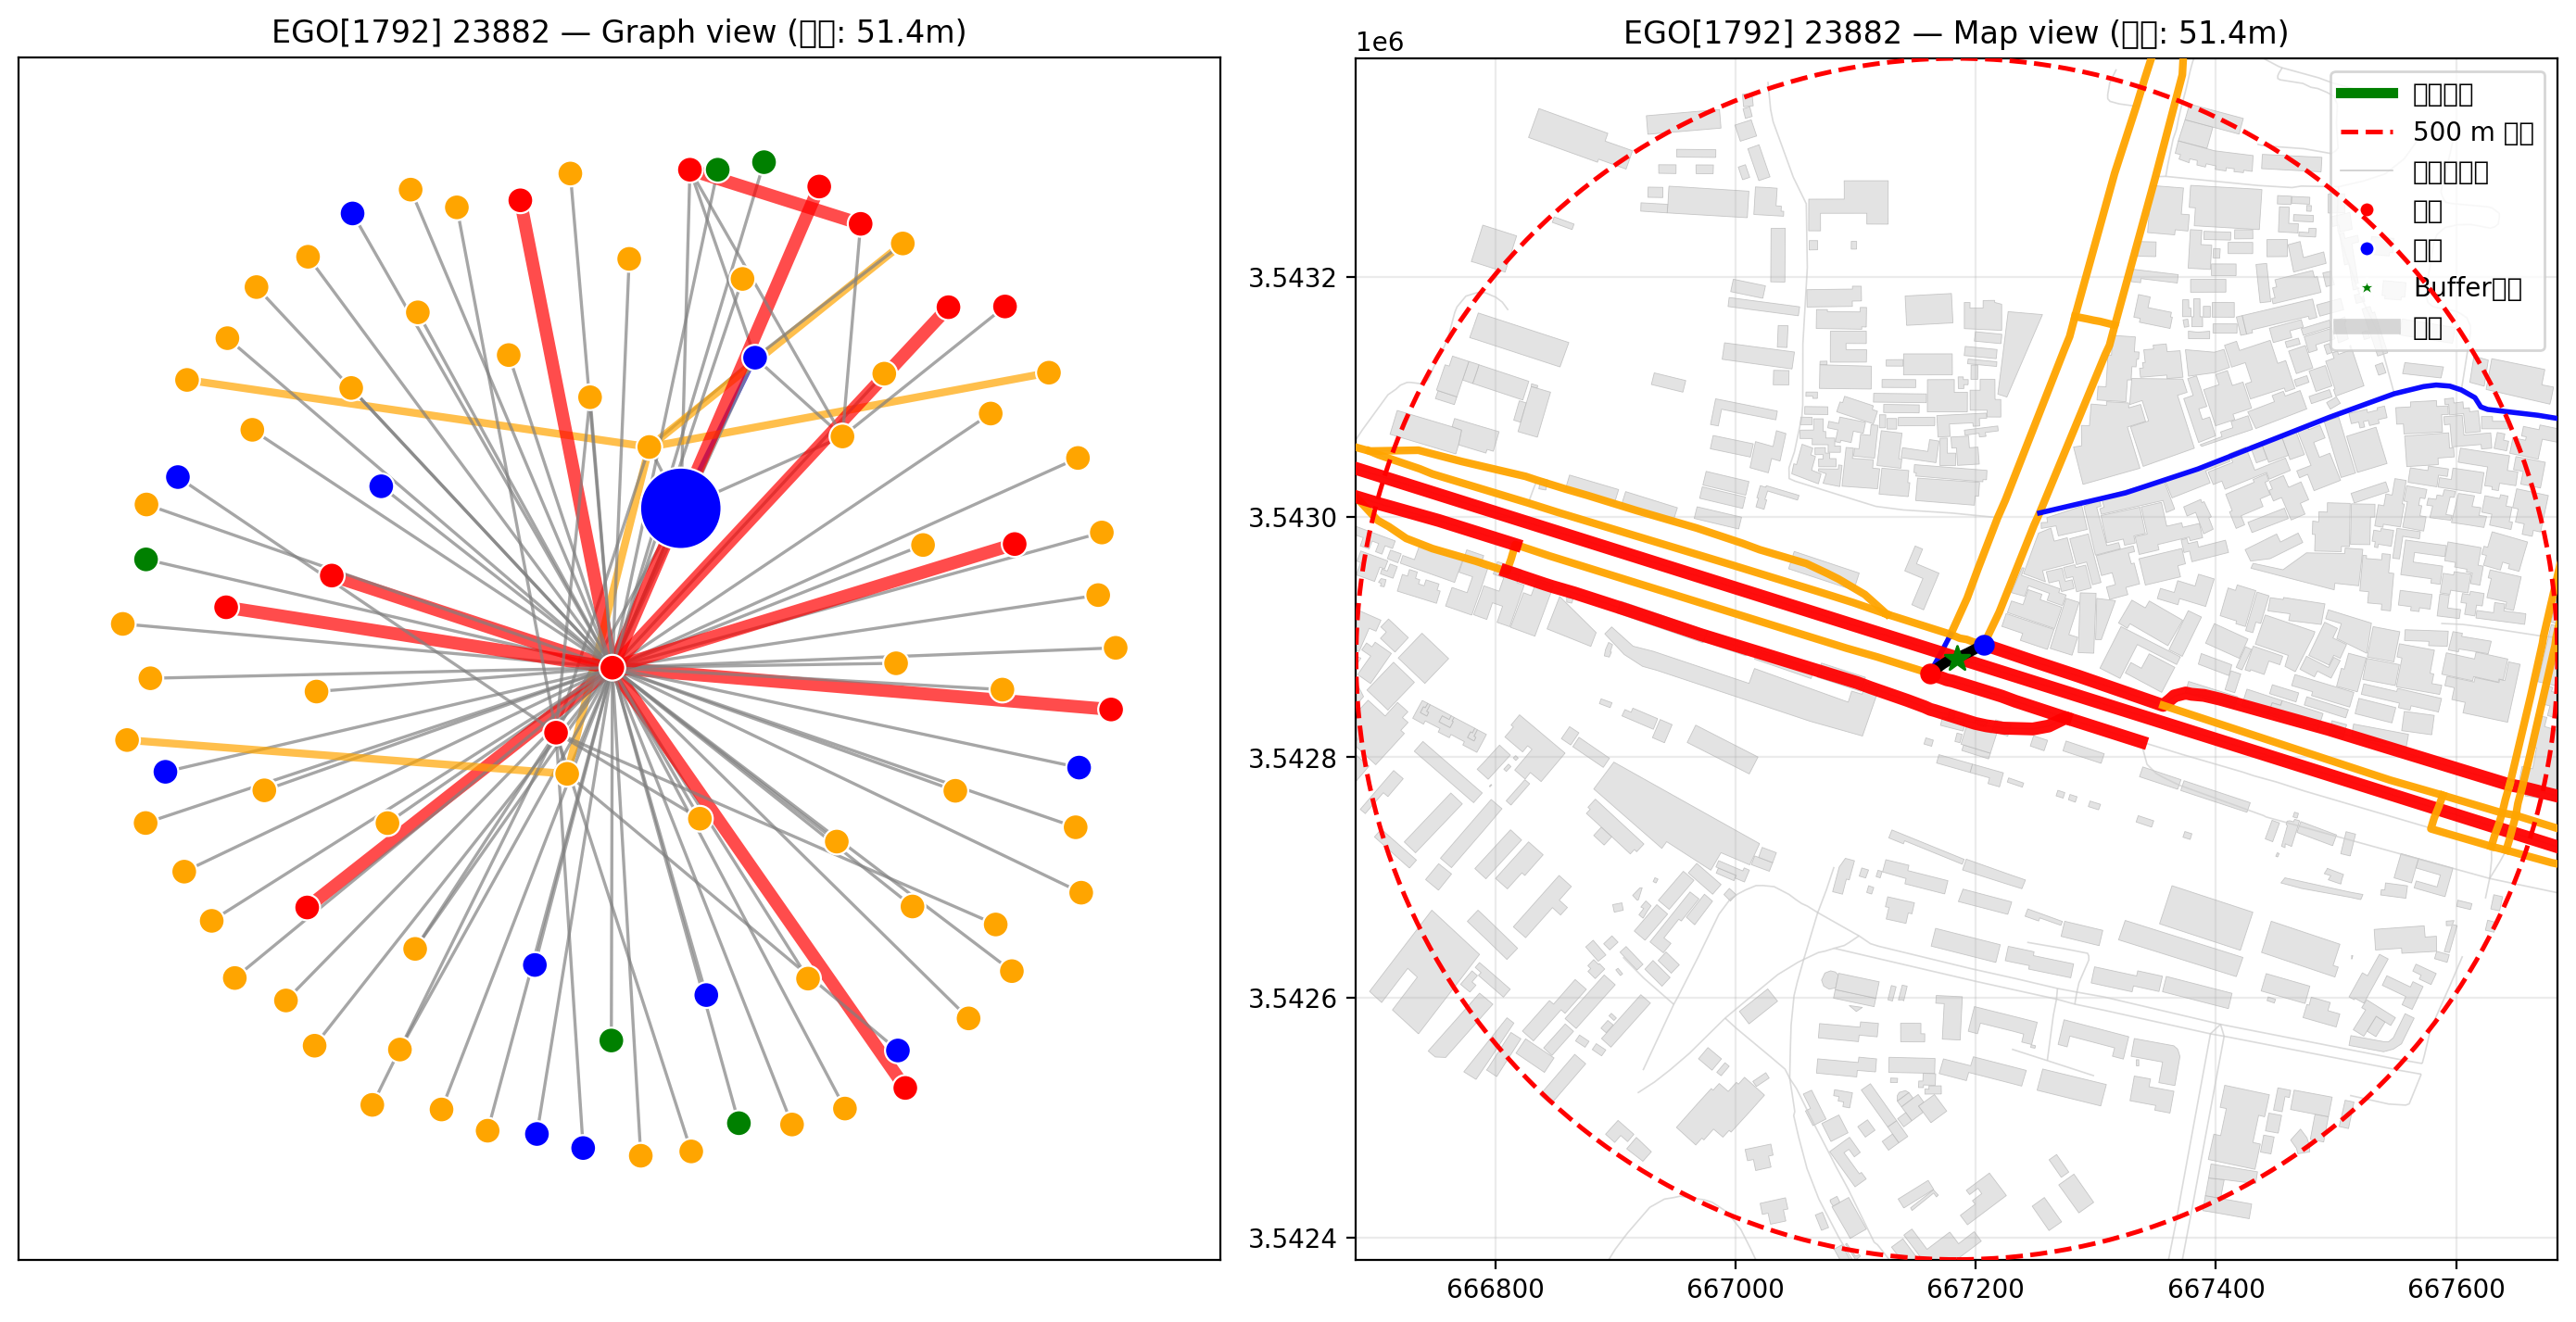 EGO[1792] 23882 — Graph view (□□: 51.4m)
EGO[1792] 23882 — Map view (□□: 51.4m)
1e6
□□□□
500 m □□
□□□□□
□□
□□
Buffer□□
□□
3.5432
3.5430
3.5428
3.5426
3.5424
666800 667000 667200 667400 667600